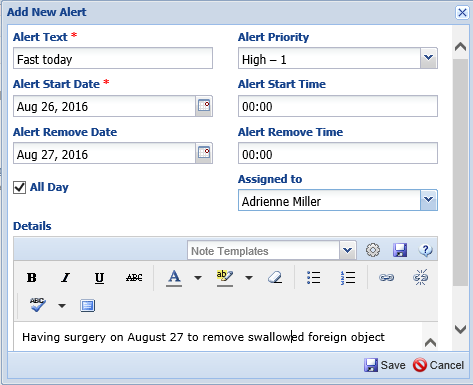 Add New Alert
Alert Text * Alert Priority
Fast today High – 1
Alert Start Date * Alert Start Time
Aug 26, 2016 00:00
Alert Remove Date Alert Remove Time
Aug 27, 2016 00:00
All Day Assigned to
Adrienne Miller
Details
Note Templates
B I U ABC A ab
ABC
Having surgery on August 27 to remove swallowed foreign object
Save Cancel